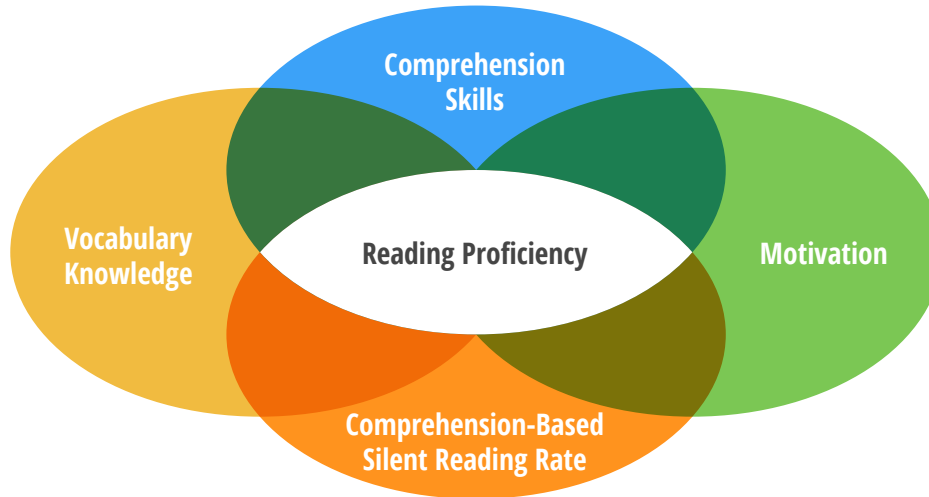 Comprehension
Skills
Vocabulary
Knowledge
Reading Proficiency
Motivation
Comprehension-Based
Silent Reading Rate